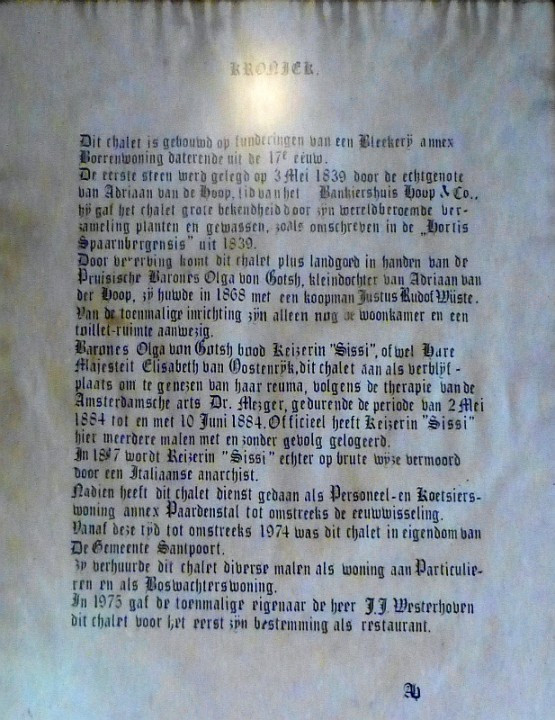 KRONIEK.
Dit chalet is gebouwd op funderingen van een Bleekerij annex
Boerenwoning daterende uit de 17e eeuw.
De eerste steen werd gelegd op 3 Mei 1839 door de echtgenote
van Adriaan van de Hoop, lid van het Bankiershuis Hoop & Co.,
hij gaf het chalet grote bekendheid door zijn wereldberoemde ver-
zameling planten en gewassen, zoals omschreven in de „Hortis
Spaarnbergensis" uit 1839.
Door vererving komt dit chalet plus landgoed in handen van de
Pruisische Barones Olga von Gotsh, kleindochter van Adriaan van
der Hoop, zij huwde in 1868 met een koopman Justus Rudof Wüste.
Van de toenmalige inrichting zijn alleen nog de woonkamer en een
toillet-ruimte aanwezig.
Barones Olga von Gotsh bood Keizerin "Sissi", of wel Hare
Majesteit Elisabeth van Oostenrijk, dit chalet aan als verblijf-
plaats om te genezen van haar reuma, volgens de therapie van de
Amsterdamsche arts Dr. Mezger, gedurende de periode van 2 Mei
1884 tot en met 10 Juni 1884. Officieel heeft Keizerin "Sissi"
hier meerdere malen met en zonder gevolg gelogeerd.
In wordt Keizerin "Sissi" echter op brute wijze vermoord
door een Italiaanse anarchist.
Nadien heeft dit chalet dienst gedaan als Personeel-en Koetsiers-
woning annex Paardenstal tot omstreeks de eeuwwisseling.
Vanaf deze tijd tot omstreeks 1974 was dit chalet in eigendom van
De Gemeente Santpoort.
Zij verhuurde dit chalet diverse malen als woning aan Particulie-
ren en als Boswachterswoning.
In 1975 gaf de toenmalige eigenaar de heer J.J. Westerhoven
dit chalet voor het eerst zijn bestemming als restaurant.